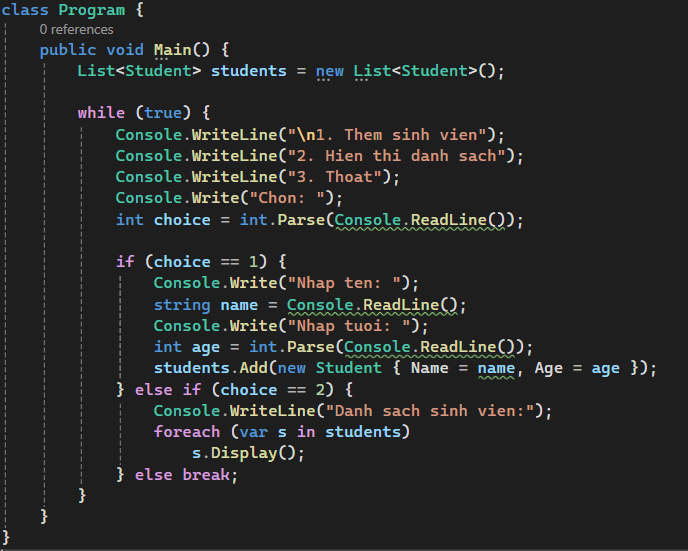 class Program {
0 references
public void Main() {
List<Student> students = new List<Student>();
while (true) {
Console.WriteLine("\n1. Them sinh vien");
Console.WriteLine("2. Hien thi danh sach");
Console.WriteLine("3. Thoat");
Console.Write("Chon: ");
int choice = int.Parse(Console.ReadLine());
if (choice == 1) {
Console.Write("Nhap ten: ");
string name = Console.ReadLine();
Console.Write("Nhap tuoi: ");
int age = int.Parse(Console.ReadLine());
students.Add(new Student { Name = name, Age = age });
} else if (choice == 2) {
Console.WriteLine("Danh sach sinh vien:");
foreach (var s in students)
s.Display();
} else break;
}
}
}